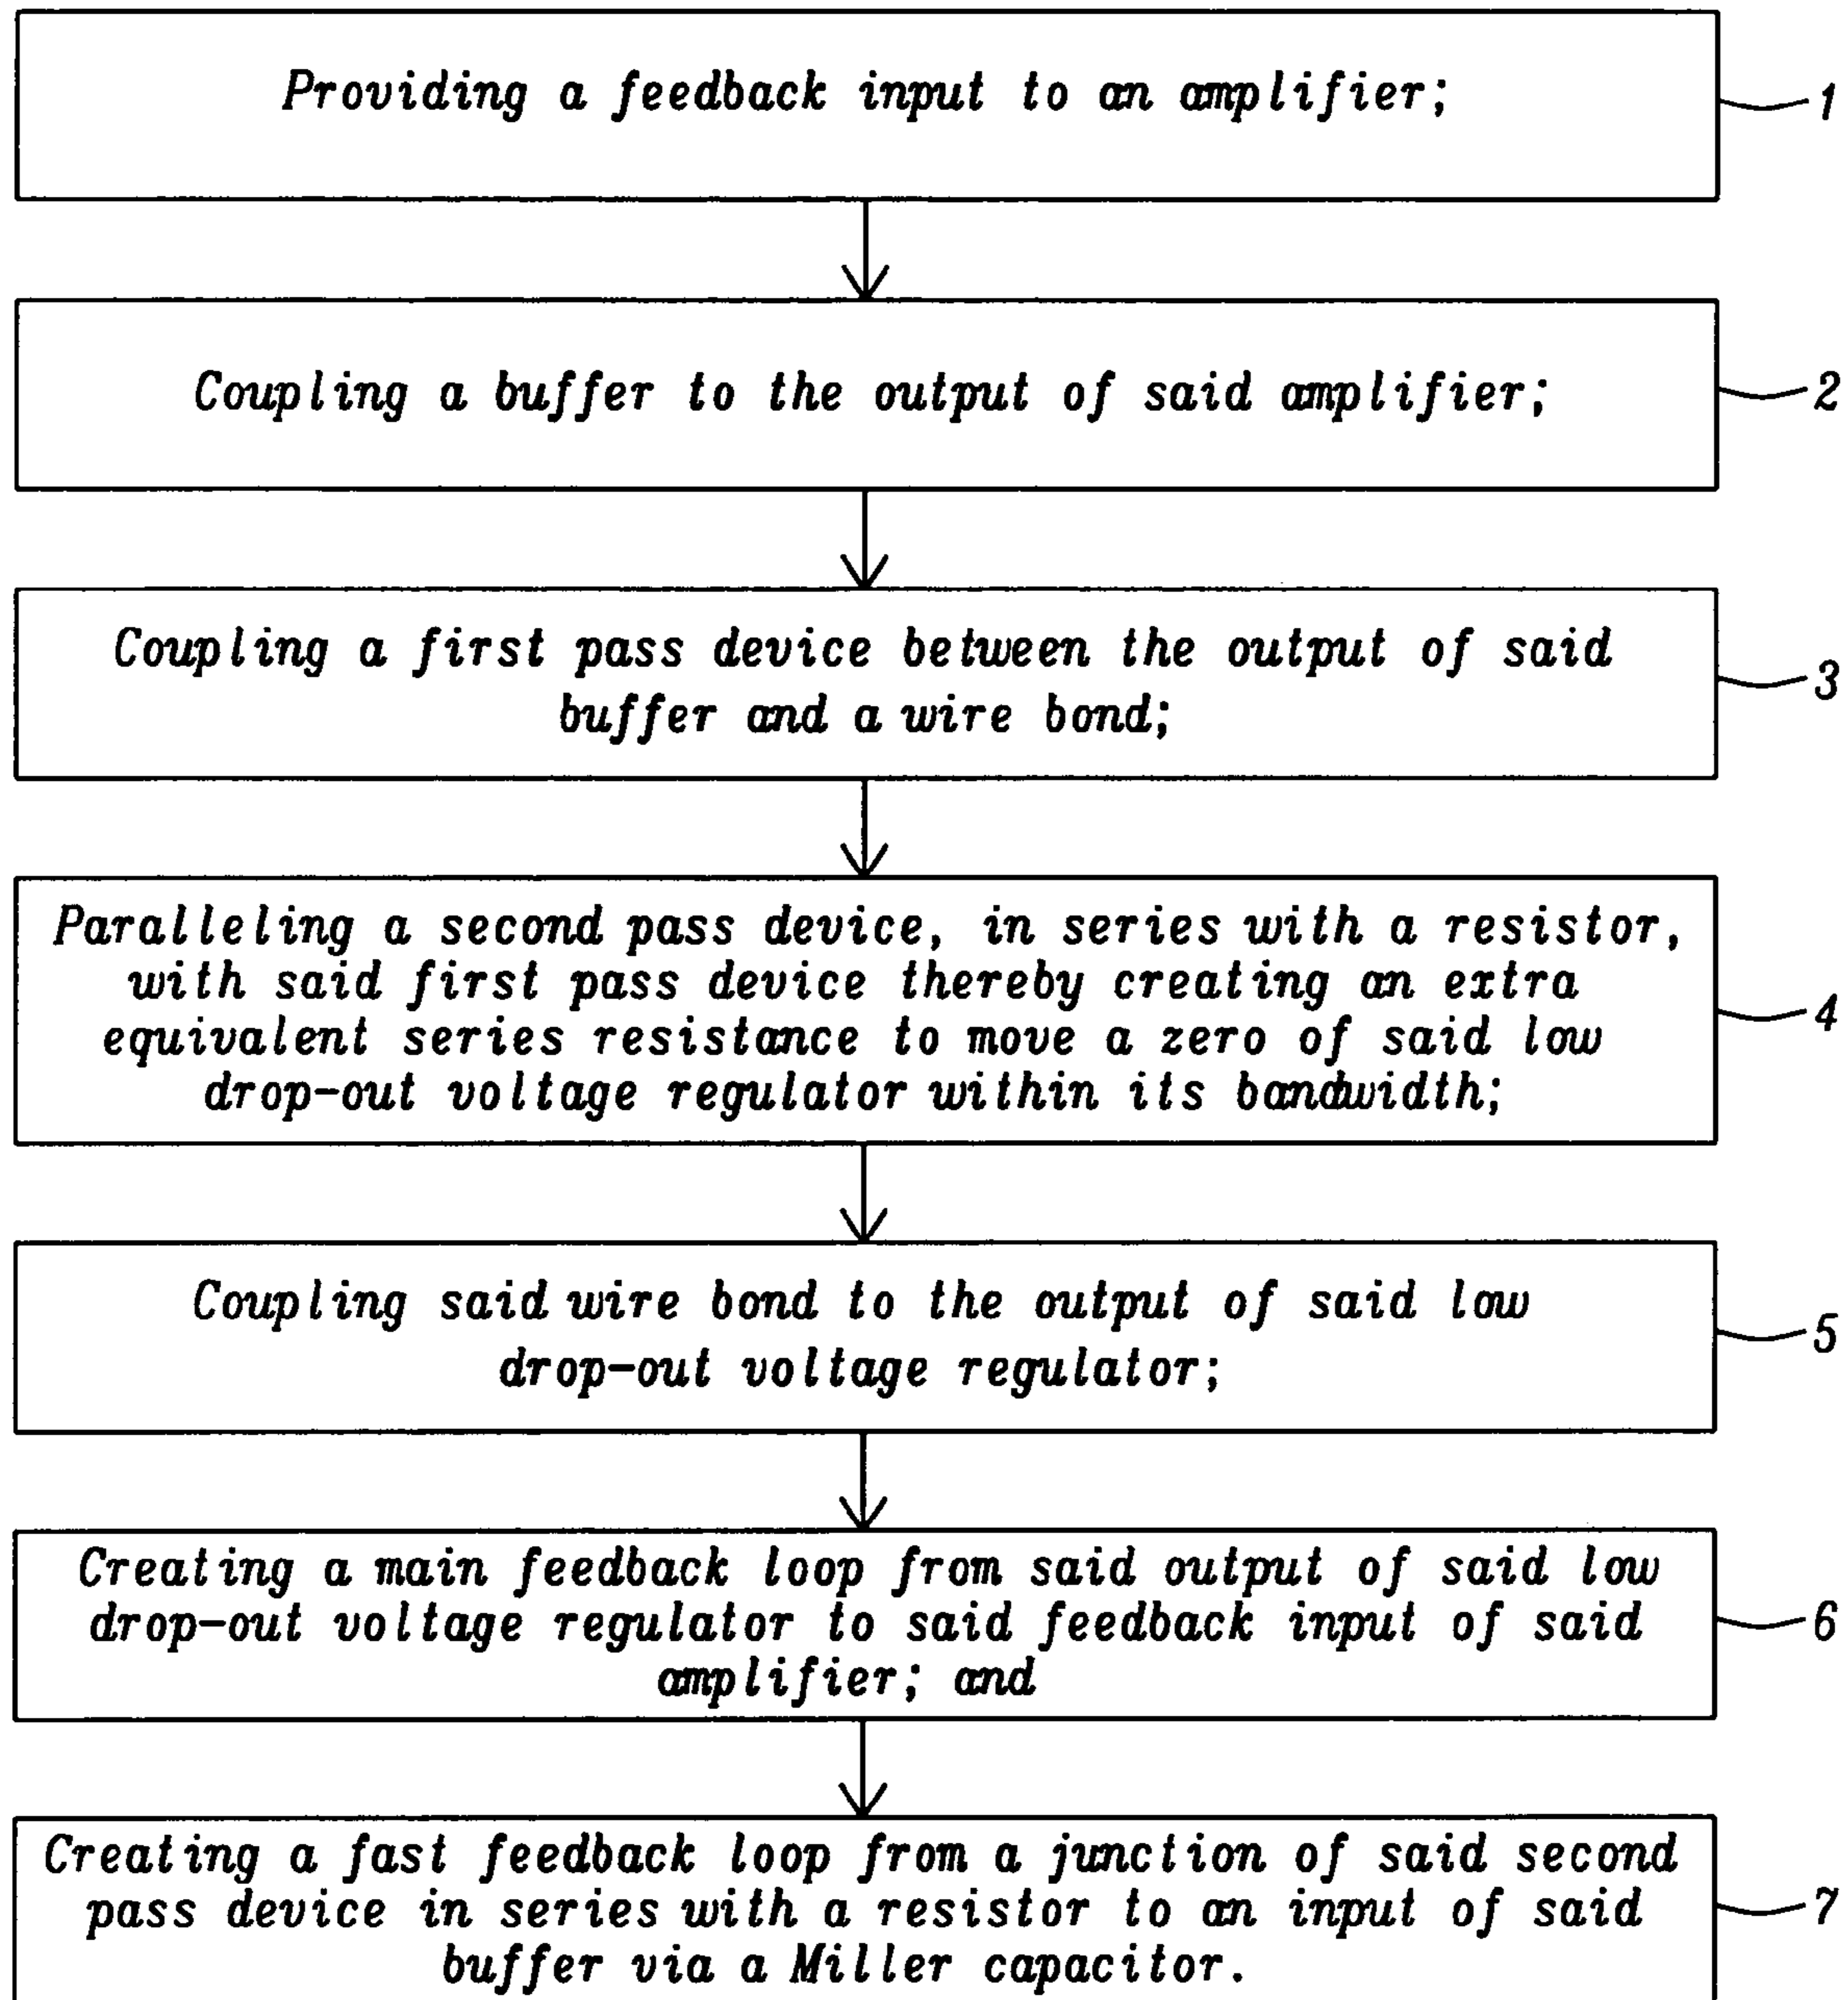 Providing a feedback input to an amplifier;
1
Coupling a buffer to the output of said amplifier;
2
Coupling a first pass device between the output of said
buffer and a wire bond;
3
Paralleling a second pass device, in series with a resistor,
with said first pass device thereby creating an extra
equivalent series resistance to move a zero of said low
drop-out voltage regulator within its bandwidth;
4
Coupling said wire bond to the output of said low
drop-out voltage regulator;
5
Creating a main feedback loop from said output of said low
drop-out voltage regulator to said feedback input of said
amplifier; and
6
Creating a fast feedback loop from a junction of said second
pass device in series with a resistor to an input of said
buffer via a Miller capacitor.
7